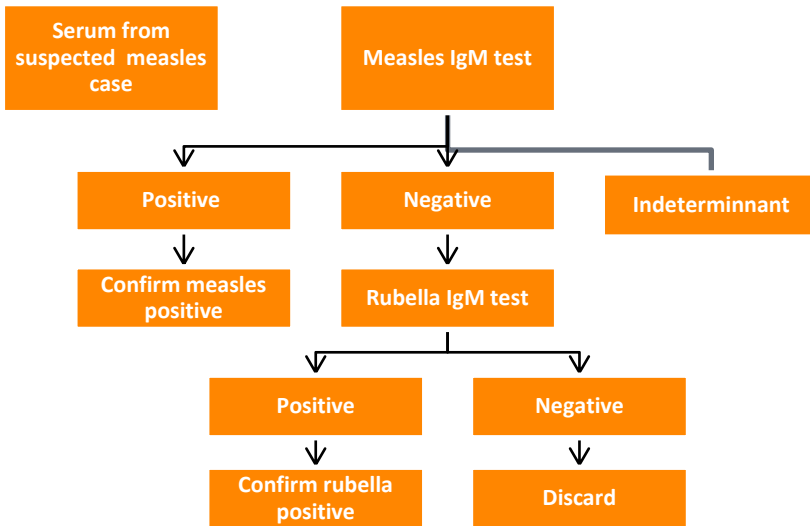 Serum from
suspected measles
case
Measles IgM test
Positive
Negative
Indeterminnant
Confirm measles
positive
Rubella IgM test
Positive
Negative
Confirm rubella
positive
Discard